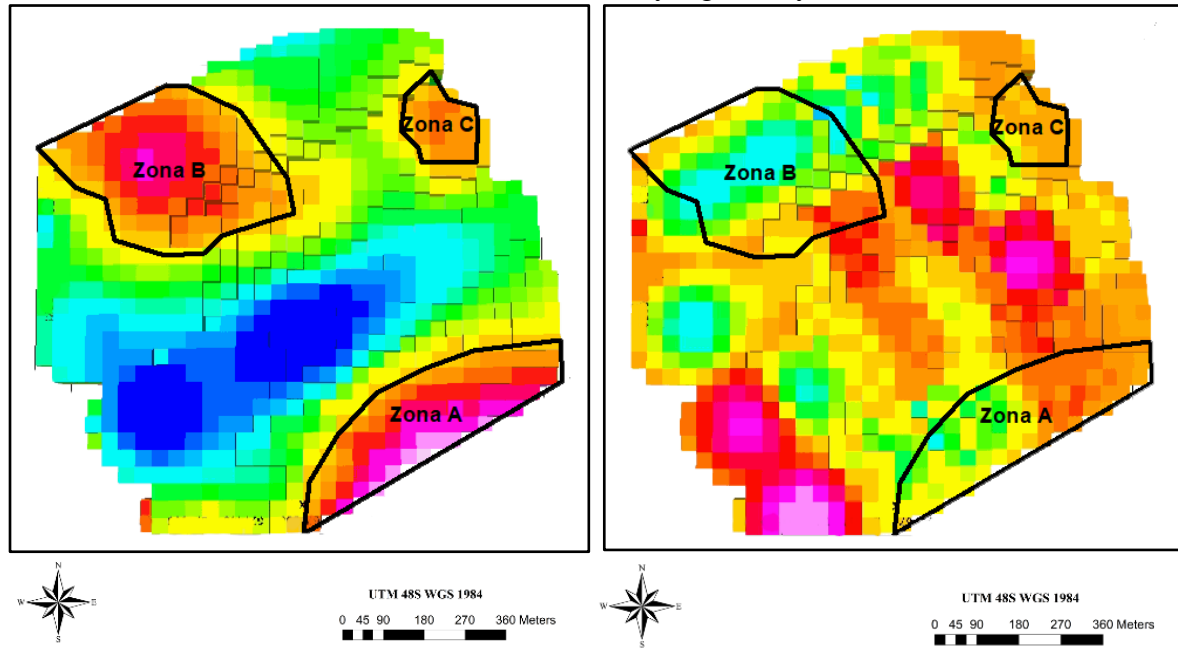 Zona C
Zona B
Zona A
Zona C
Zona B
Zona A
N
W E
S
UTM 48S WGS 1984
0 45 90 180 270 360 Meters
N
W E
S
UTM 48S WGS 1984
0 45 90 180 270 360 Meters